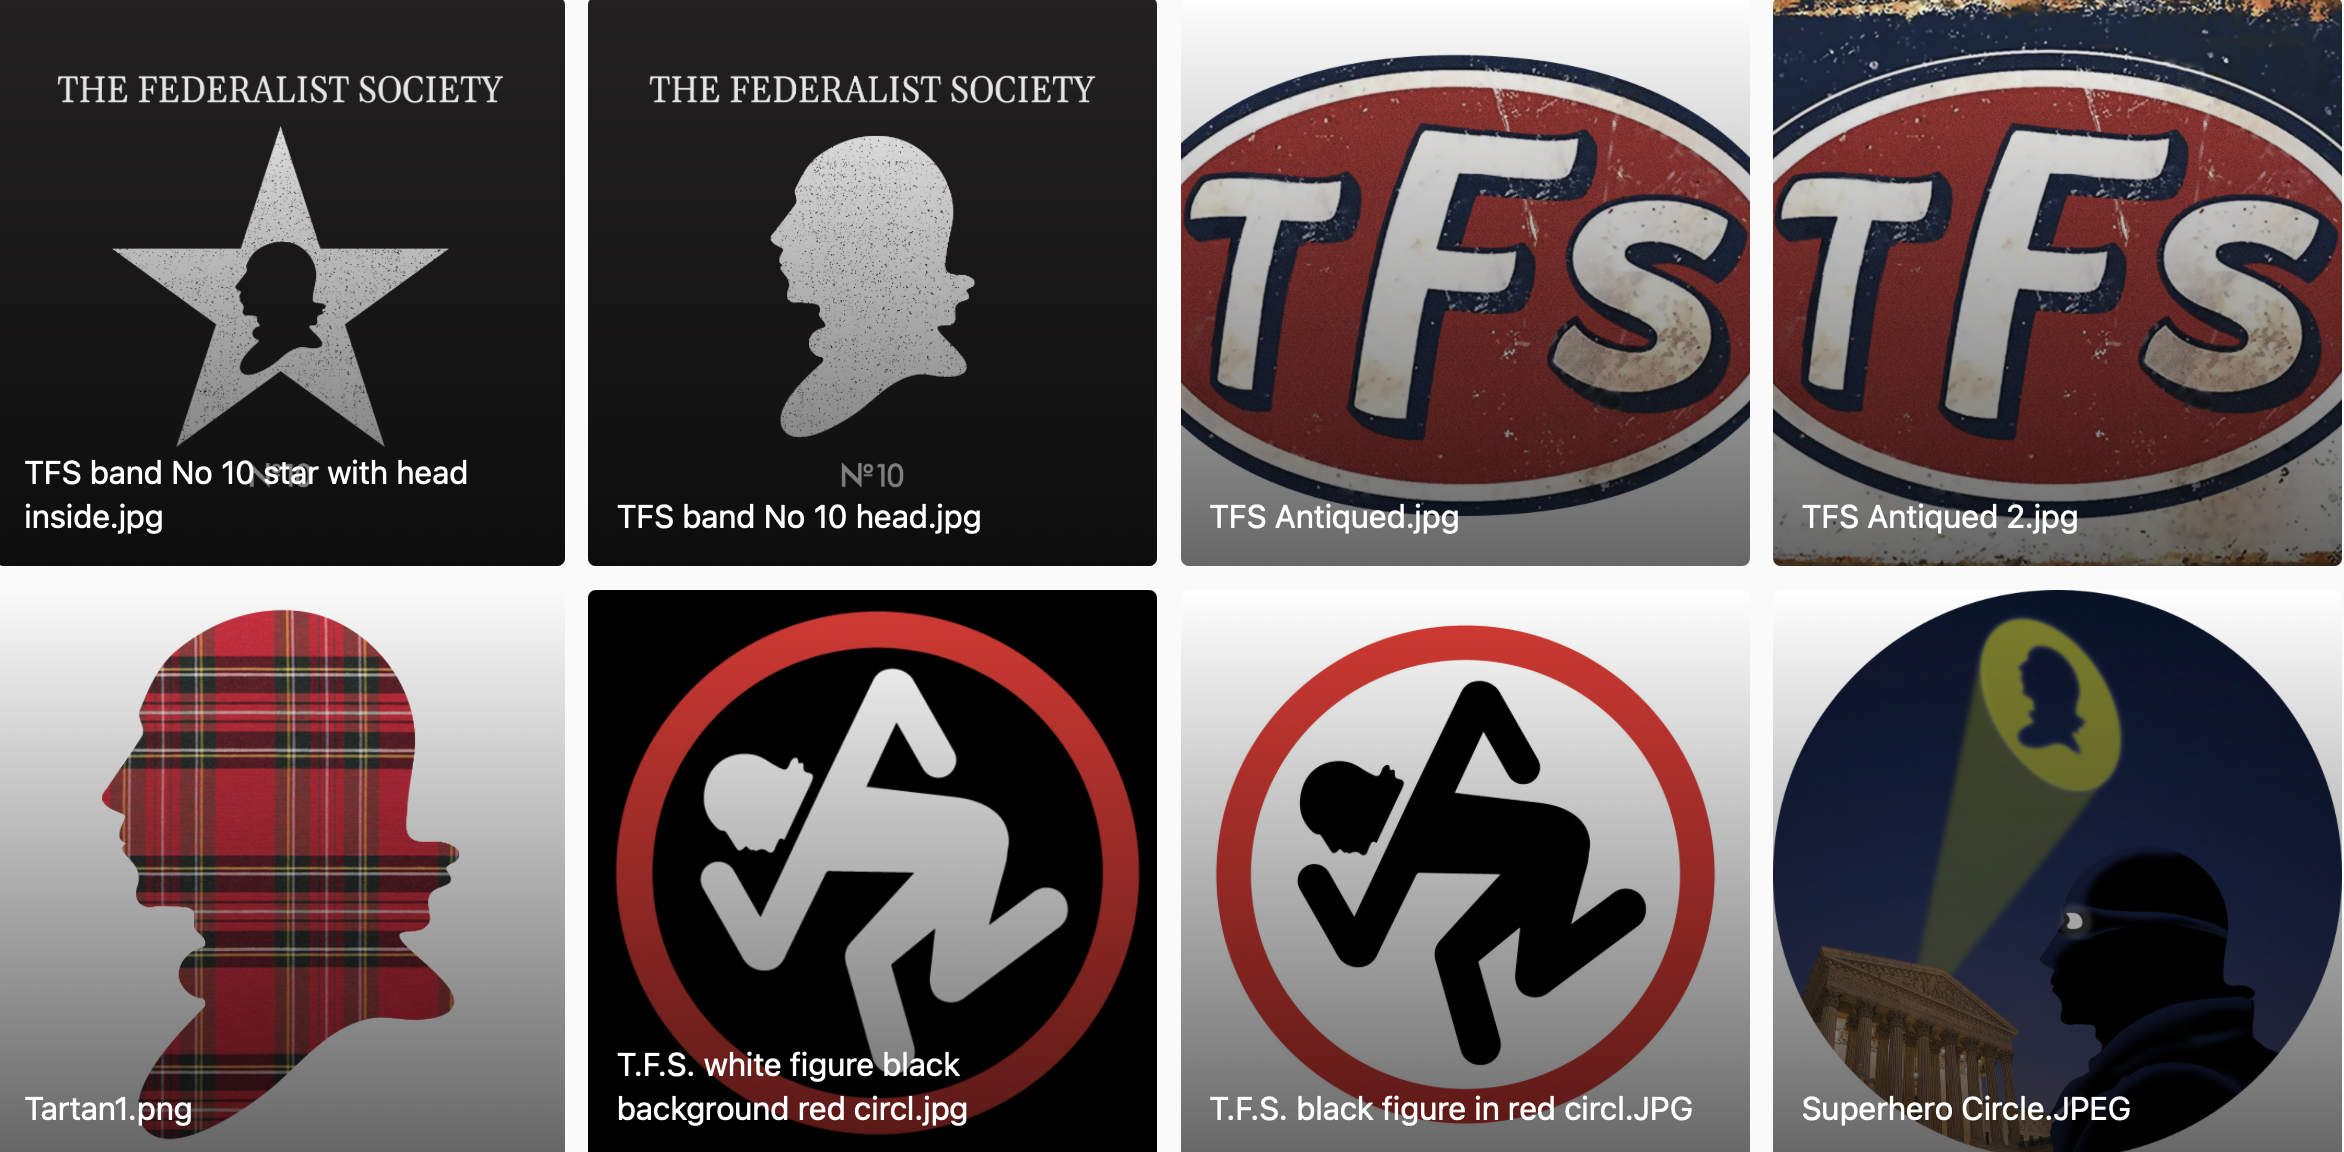 THE FEDERALIST SOCIETY
Nº10
TFS band No 10 star with head
inside.jpg
THE FEDERALIST SOCIETY
Nº10
TFS band No 10 head.jpg
TFS
TFS Antiqued.jpg
TFS
TFS Antiqued 2.jpg
Tartan1.png
T.F.S. white figure black
background red circl.jpg
T.F.S. black figure in red circl.JPG
Superhero Circle.JPEG